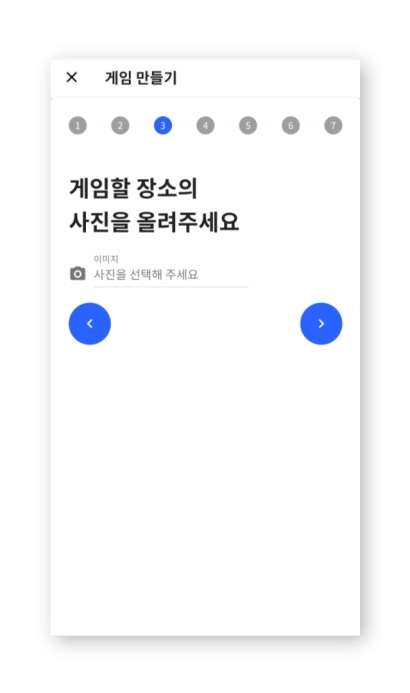 게임 만들기
1 2 3 4 5 6 7
게임할 장소의
사진을 올려주세요
이미지
사진을 선택해 주세요